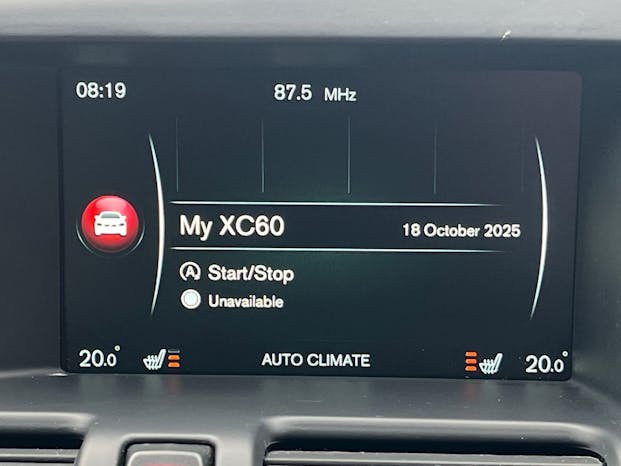 08:19 87.5 MHz
My XC60 18 October 2025
Start/Stop
Unavailable
20.0° AUTO CLIMATE 20.0°